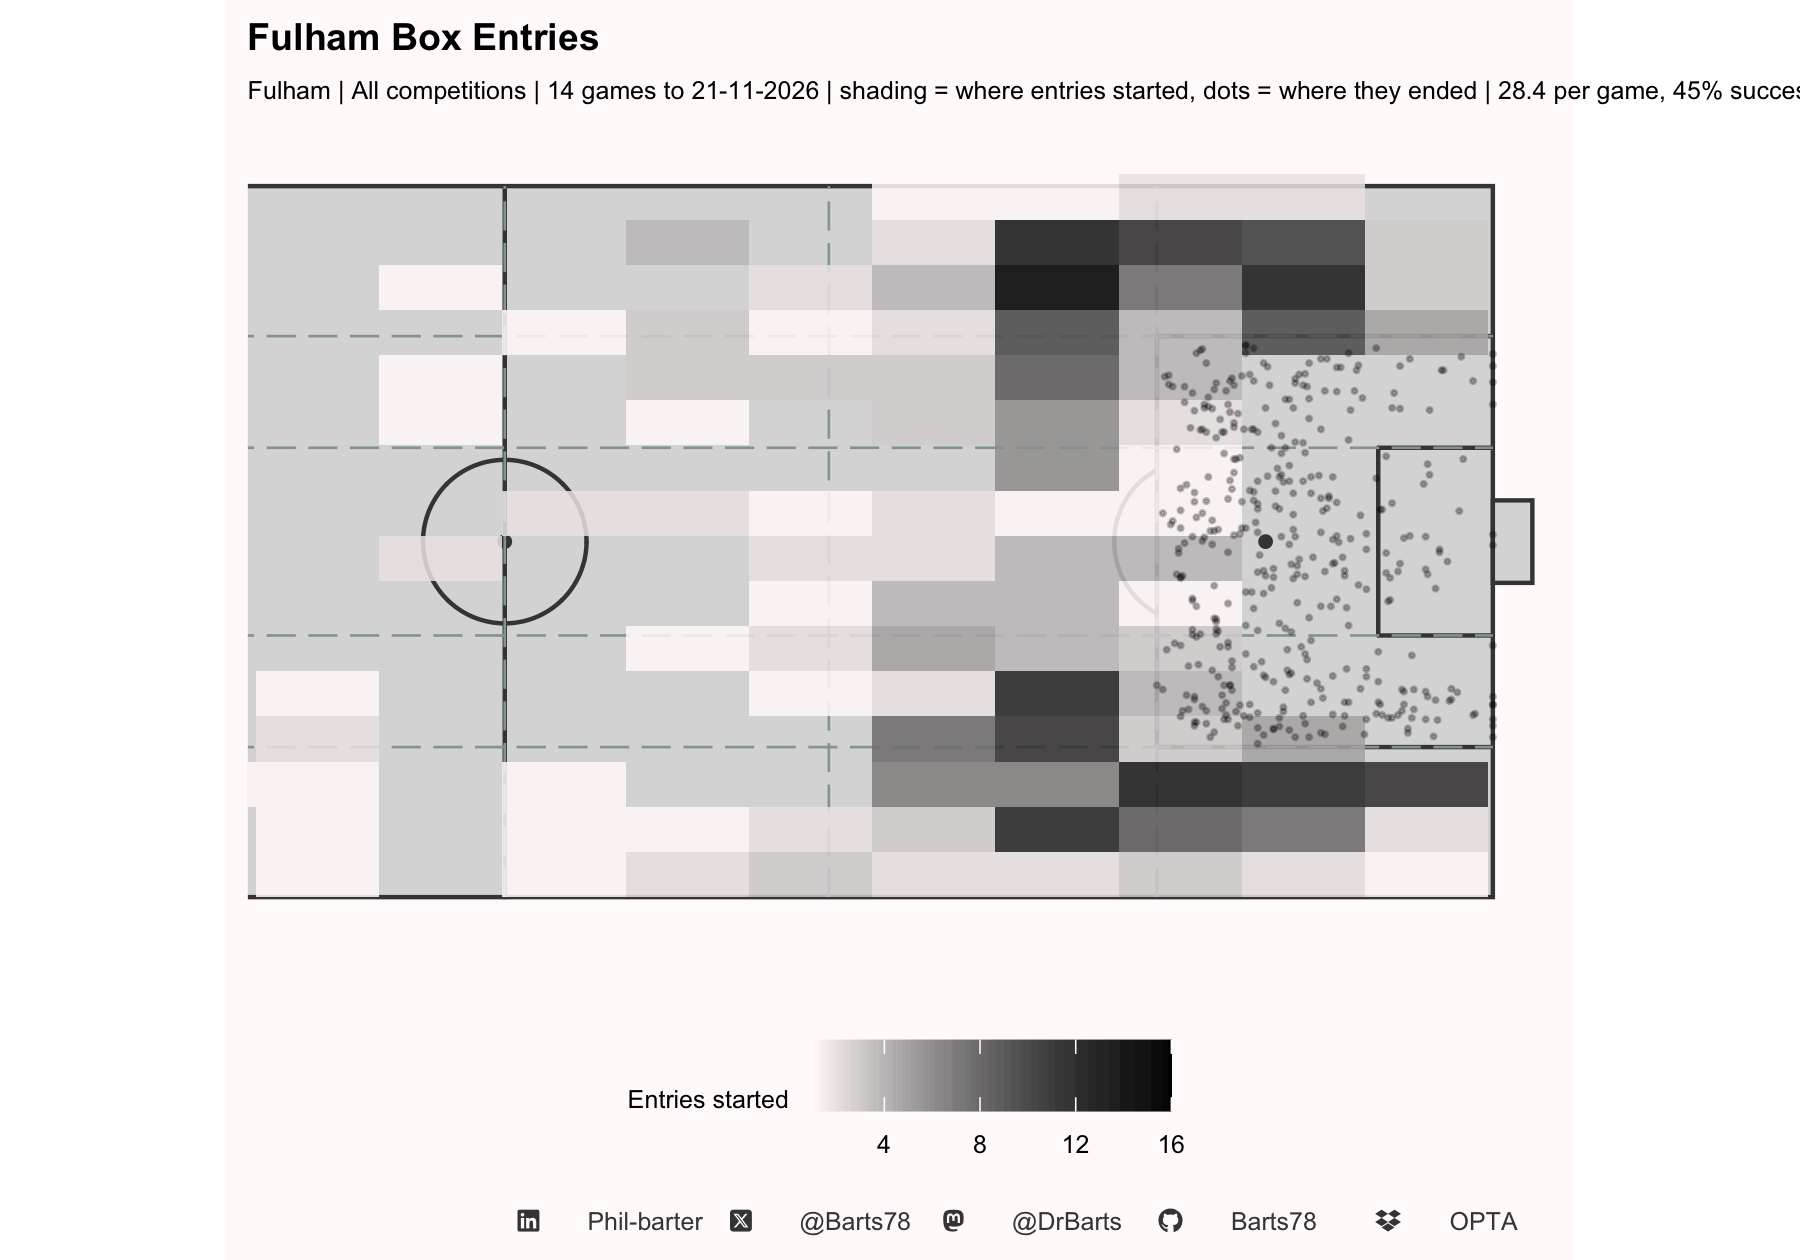 Fulham Box Entries
Fulham | All competitions | 14 games to 21-11-2026 | shading = where entries started, dots = where they ended | 28.4 per game, 45% succes
Entries started
4 8 12 16
Phil-barter @Barts78 @DrBarts Barts78 OPTA